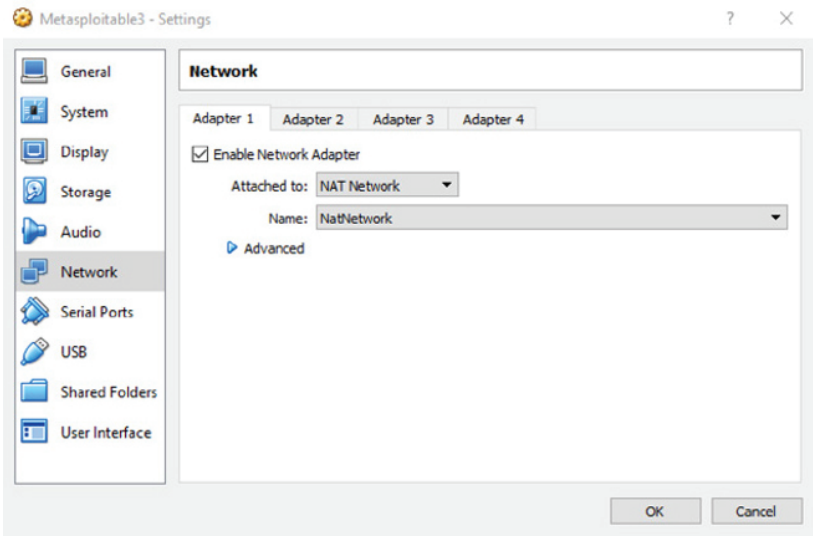 Metasploitable3 - Settings
?
General
System
Display
Storage
Audio
Network
Serial Ports
USB
Shared Folders
User Interface
Network
Adapter 1 Adapter 2 Adapter 3 Adapter 4
Enable Network Adapter
Attached to: NAT Network
Name: NatNetwork
Advanced
OK Cancel